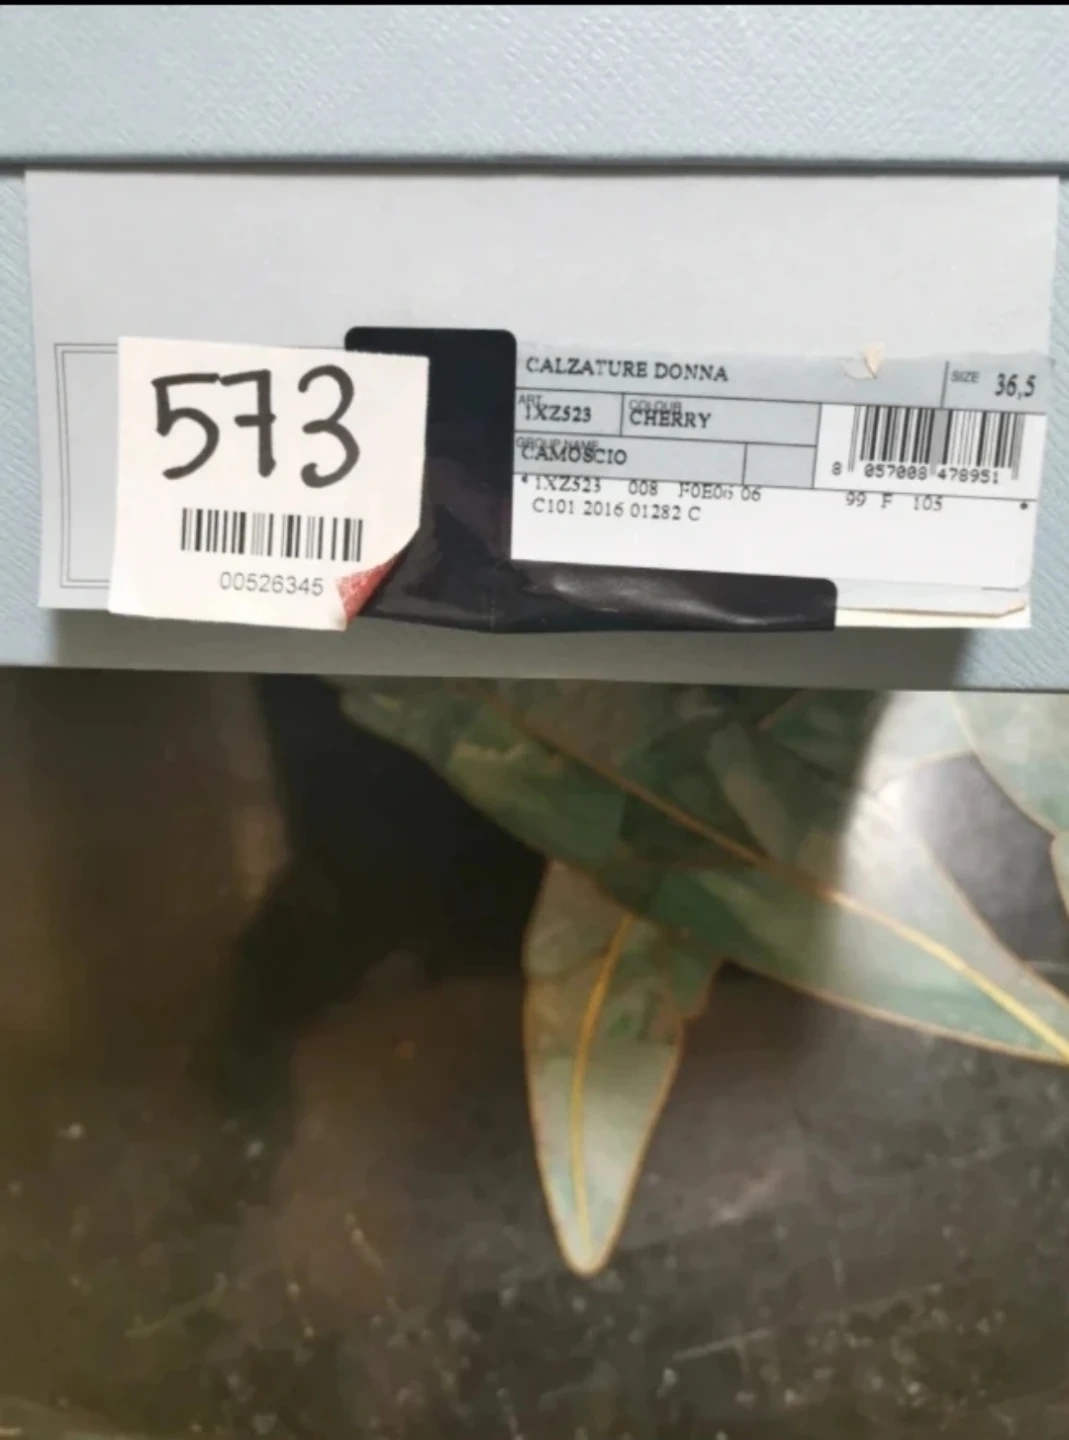 573
00526345
CALZATURE DONNA
SIZE 36,5
ART. 1XZ523
COLOUR CHERRY
GROUP NAME
CAMOSCIO
8 057008 478951
1XZ523 008 F0E06 06 99 F 105
C101 2016 01282 C